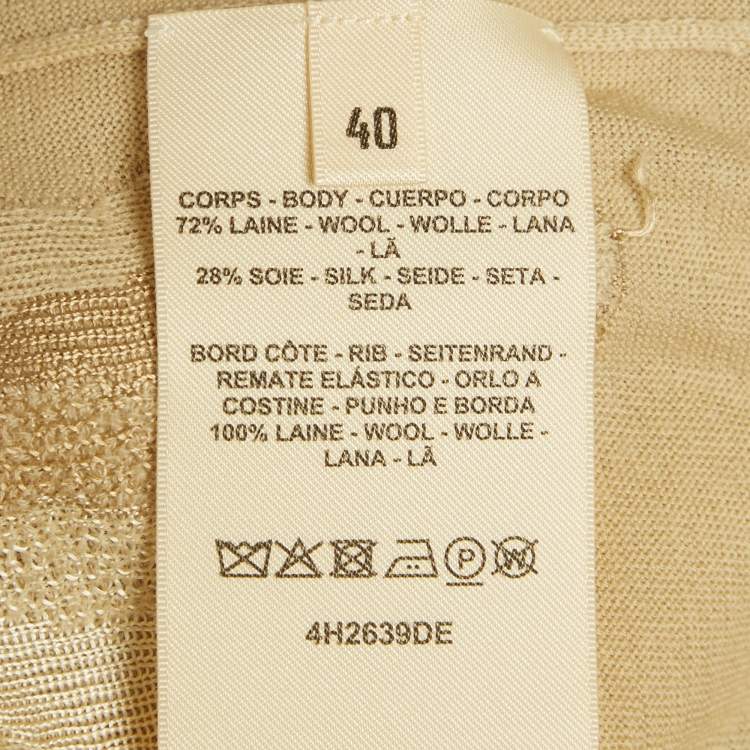 40
CORPS - BODY - CUERPO - CORPO
72% LAINE - WOOL - WOLLE - LANA
- LÃ
28% SOIE - SILK - SEIDE - SETA -
SEDA
BORD CÔTE - RIB - SEITENRAND -
REMATE ELÁSTICO - ORLO A
COSTINE - PUNHO E BORDA
100% LAINE - WOOL - WOLLE -
LANA - LÃ
P W
4H2639DE